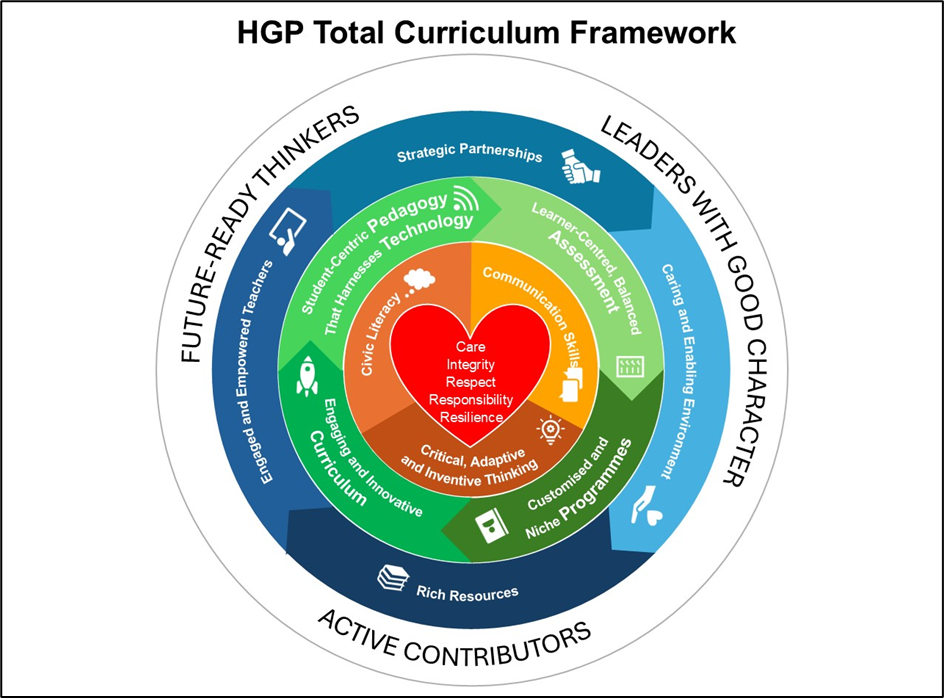 HGP Total Curriculum Framework
FUTURE-READY THINKERS
LEADERS WITH GOOD CHARACTER
ACTIVE CONTRIBUTORS
Strategic Partnerships
Caring and Enabling Environment
Rich Resources
Engaged and Empowered Teachers
Student-Centric Pedagogy
That Harnesses Technology
Learner-Centred, Balanced
Assessment
Customised and
Niche Programmes
Engaging and Innovative
Curriculum
Civic Literacy
Communication Skills
Critical, Adaptive
and Inventive Thinking
Care
Integrity
Respect
Responsibility
Resilience